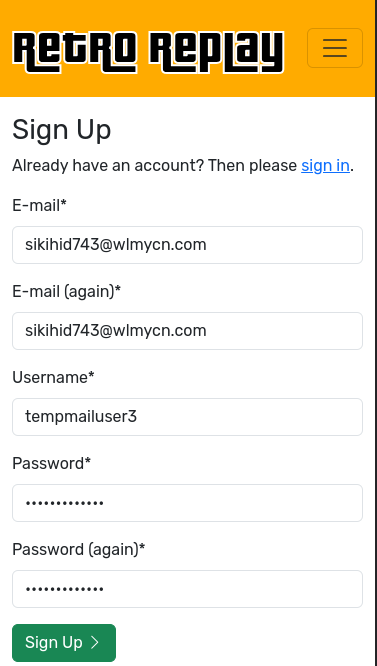 Retro Replay
Sign Up
Already have an account? Then please sign in.
E-mail*
sikihid743@wlmycn.com
E-mail (again)*
sikihid743@wlmycn.com
Username*
tempmailuser3
Password*
•••••••••••••
Password (again)*
•••••••••••••
Sign Up